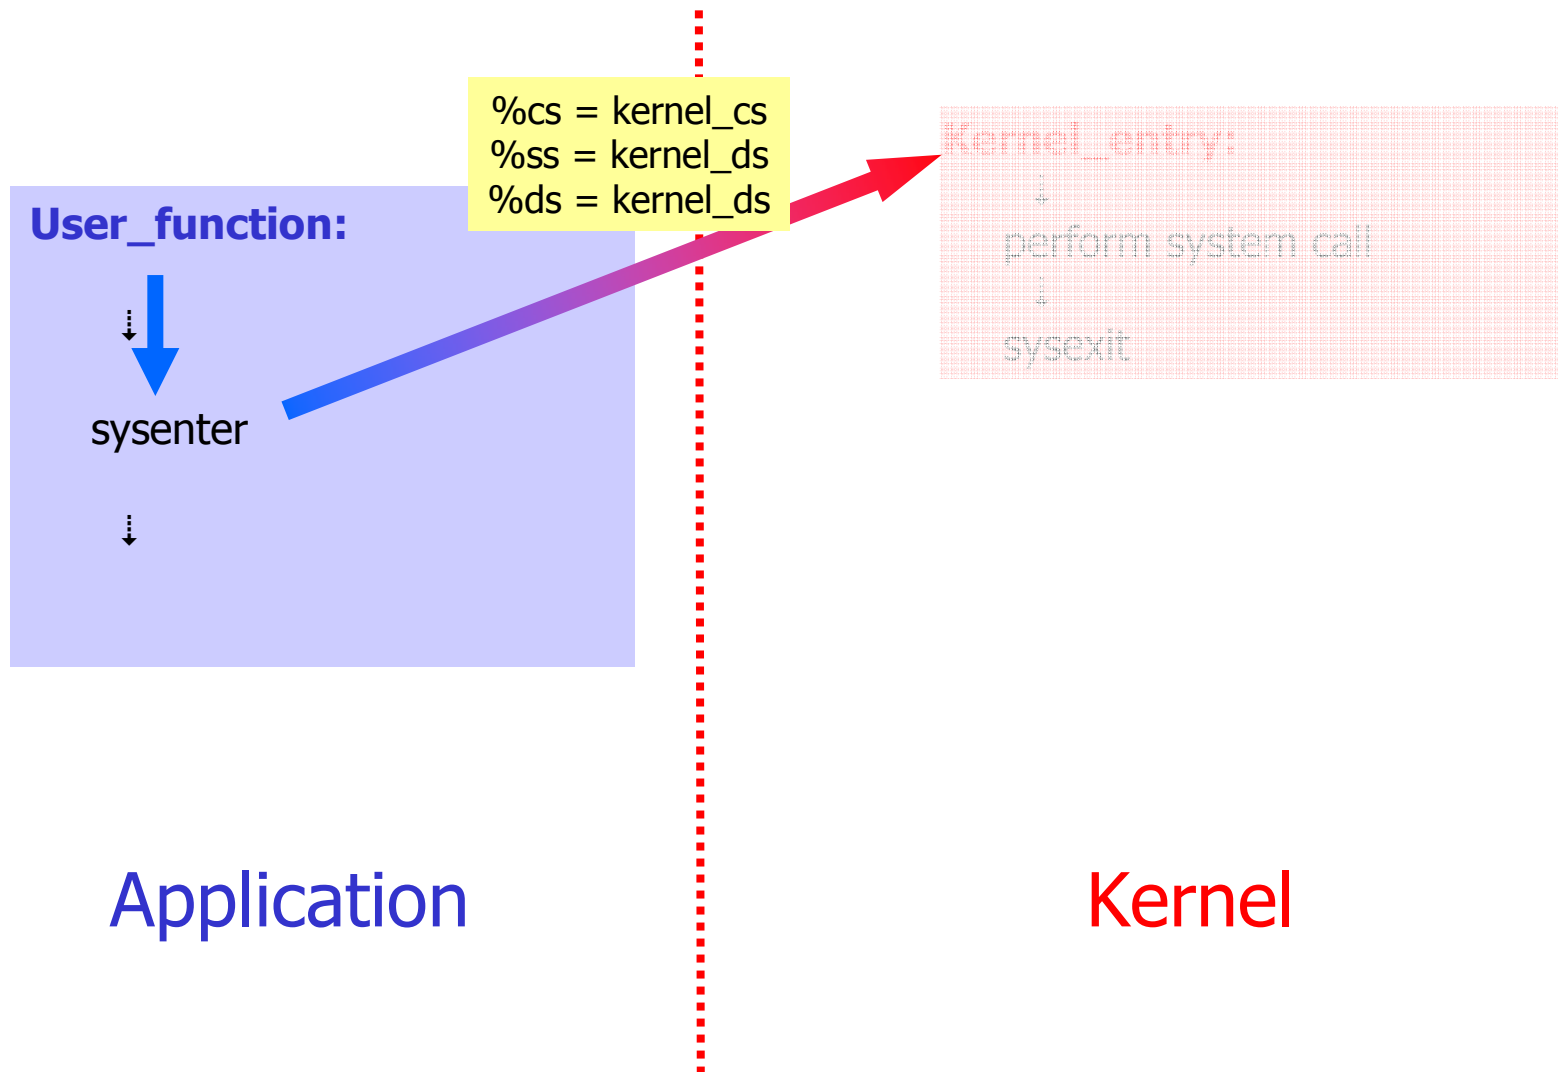 %cs = kernel_cs
%ss = kernel_ds
%ds = kernel_ds
User_function:
sysenter
Kernel_entry:
perform system call
sysexit
Application
Kernel